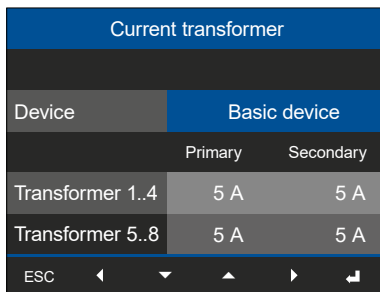 Current transformer
Device Basic device
Primary Secondary
Transformer 1..4 5 A 5 A
Transformer 5..8 5 A 5 A
ESC